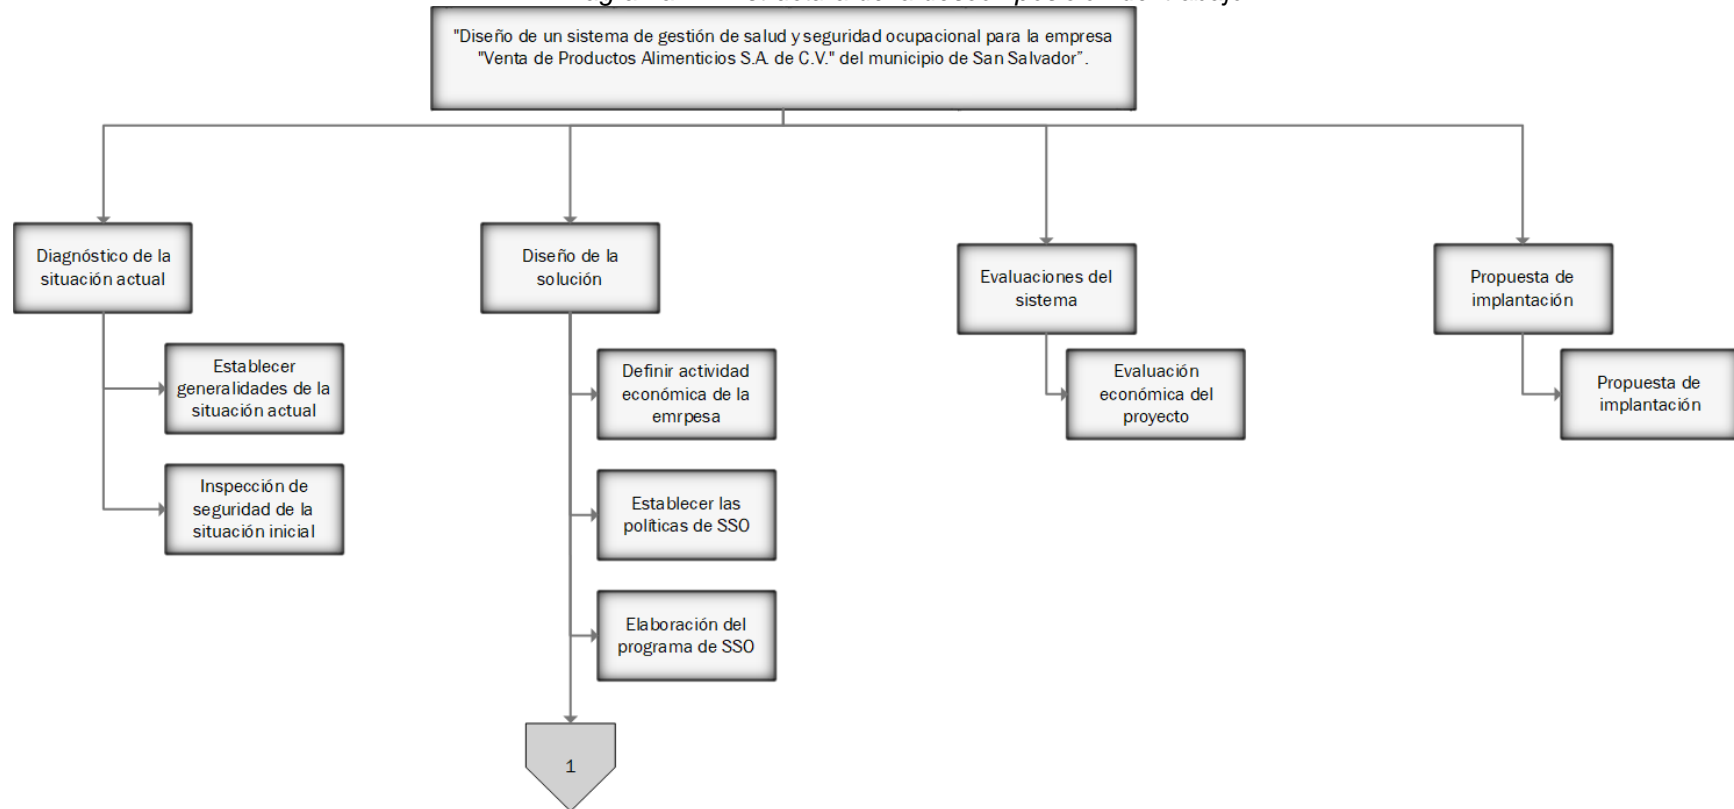 "Diseño de un sistema de gestión de salud y seguridad ocupacional para la empresa
"Venta de Productos Alimenticios S.A. de C.V." del municipio de San Salvador”.
Diagnóstico de la
situación actual
Establecer
generalidades de la
situación actual
Inspección de
seguridad de la
situación inicial
Diseño de la
solución
Definir actividad
económica de la
emrpesa
Establecer las
políticas de SSO
Elaboración del
programa de SSO
1
Evaluaciones del
sistema
Evaluación
económica del
proyecto
Propuesta de
implantación
Propuesta de
implantación